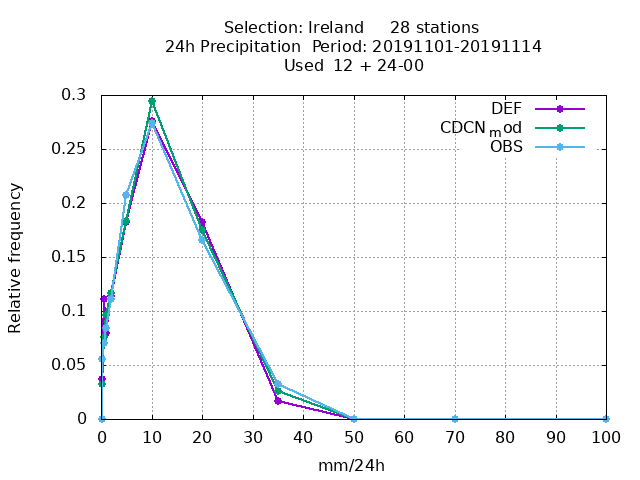 Selection: Ireland 28 stations
24h Precipitation Period: 20191101-20191114
Used 12 + 24-00
DEF
CDCN_mod
OBS
0.3
0.25
0.2
0.15
0.1
0.05
0
Relative frequency
0 10 20 30 40 50 60 70 80 90 100
mm/24h